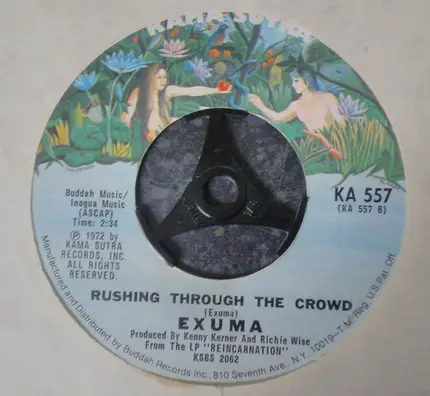 KAMA SUTRA
Buddah Music/
Inagua Music
(ASCAP)
Time: 2:34
℗ 1972 by
KAMA SUTRA
RECORDS, INC.
ALL RIGHTS
RESERVED.
KA 557
(KA 557 B)
RUSHING THROUGH THE CROWD
(Exuma)
EXUMA
Produced by Kenny Kerner and Richie Wise
From The LP "REINCARNATION"
KSBS 2062
Manufactured and Distributed by Buddah Records Inc., 810 Seventh Ave., N.Y. 10019—T.M. Reg. U.S. Pat. Off.